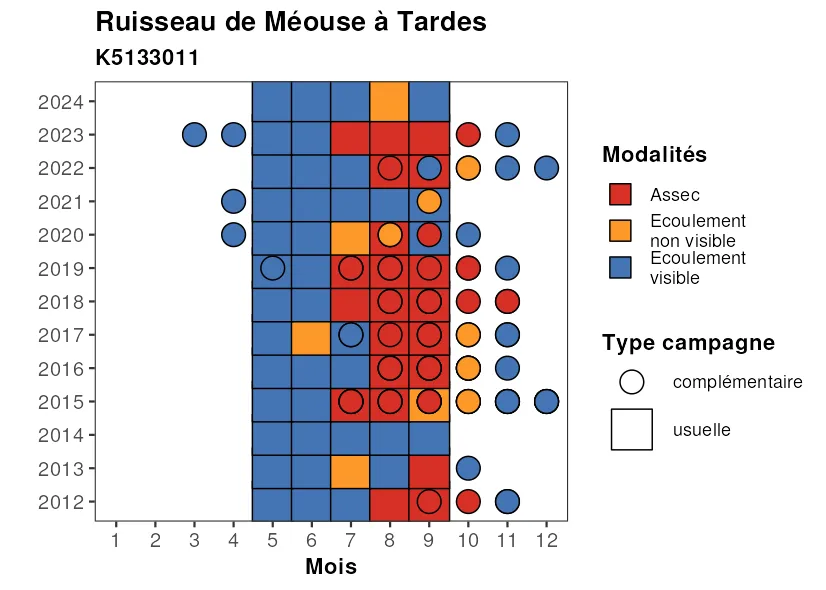 Ruisseau de Méouse à Tardes
K5133011
2024
2023
2022
2021
2020
2019
2018
2017
2016
2015
2014
2013
2012
1 2 3 4 5 6 7 8 9 10 11 12
Mois
Modalités
Assec
Ecoulement
non visible
Ecoulement
visible
Type campagne
complémentaire
usuelle